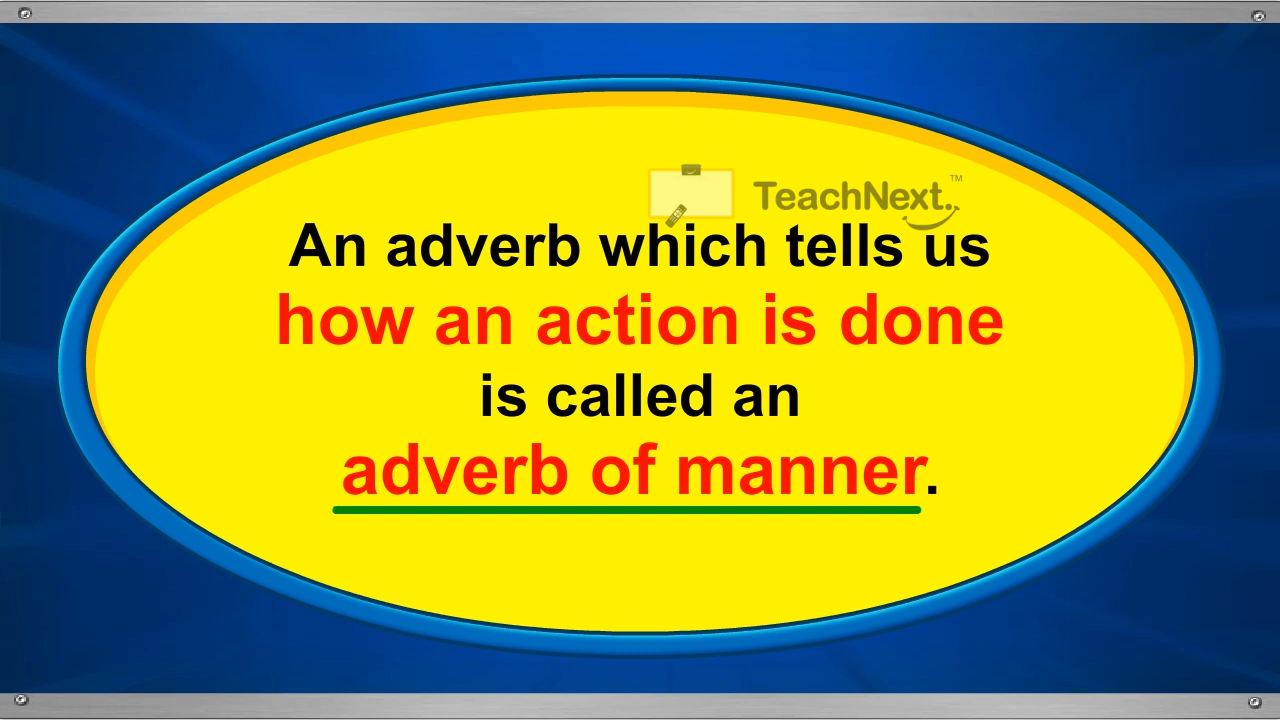 TeachNext™
An adverb which tells us
how an action is done
is called an
adverb of manner.